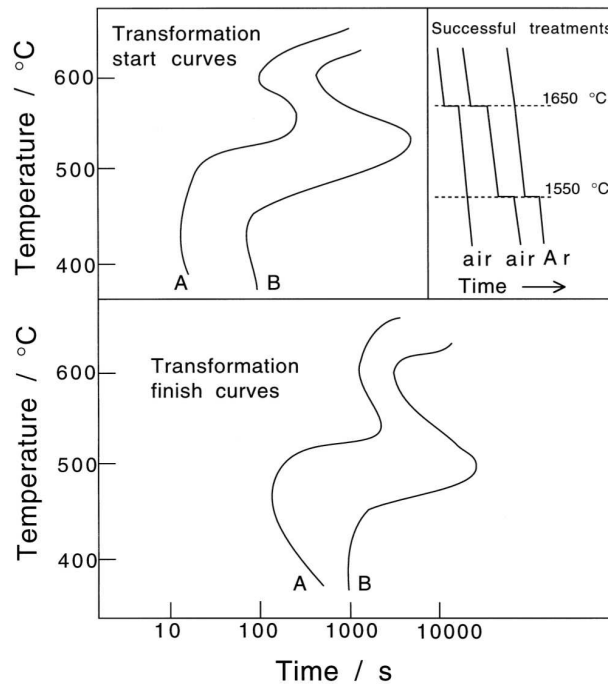 Transformation
start curves
Successful treatments
1650 °C
1550 °C
air air Ar
Time
Temperature / °C
600
500
400
A B
Transformation
finish curves
Temperature / °C
600
500
400
A B
10 100 1000 10000
Time / s